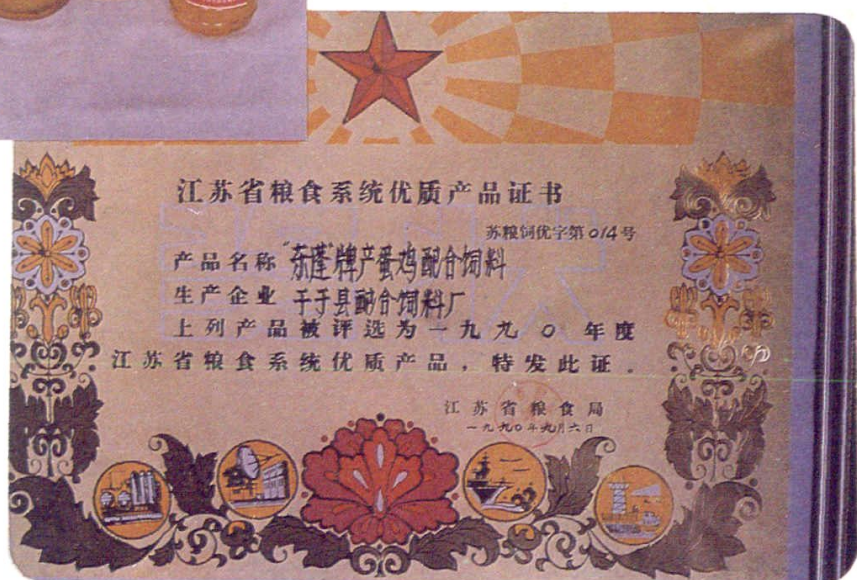 江苏省粮食系统优质产品证书
苏粮饲优字第014号
产品名称“东蓬”牌产蛋鸡配合饲料
生产企业 干于县配合饲料厂
上列产品被评选为一九九〇年度
江苏省粮食系统优质产品，特发此证。
江苏省粮食局
一九九〇年九月六日